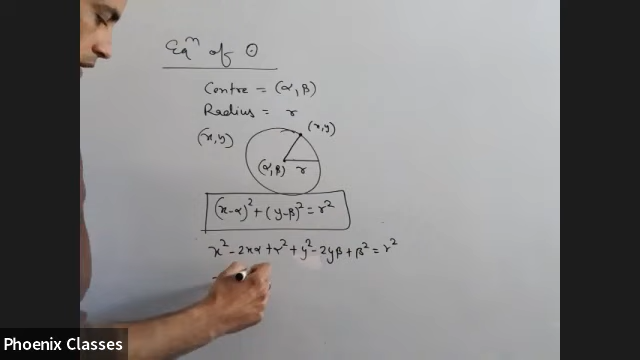 Eqⁿ of ⊙
Centre = (α, β)
Radius = r
(x, y)
(x, y)
(α, β) r
(x-α)² + (y-β)² = r²
x² - 2xα + α² + y² - 2yβ + β² = r²
Phoenix Classes